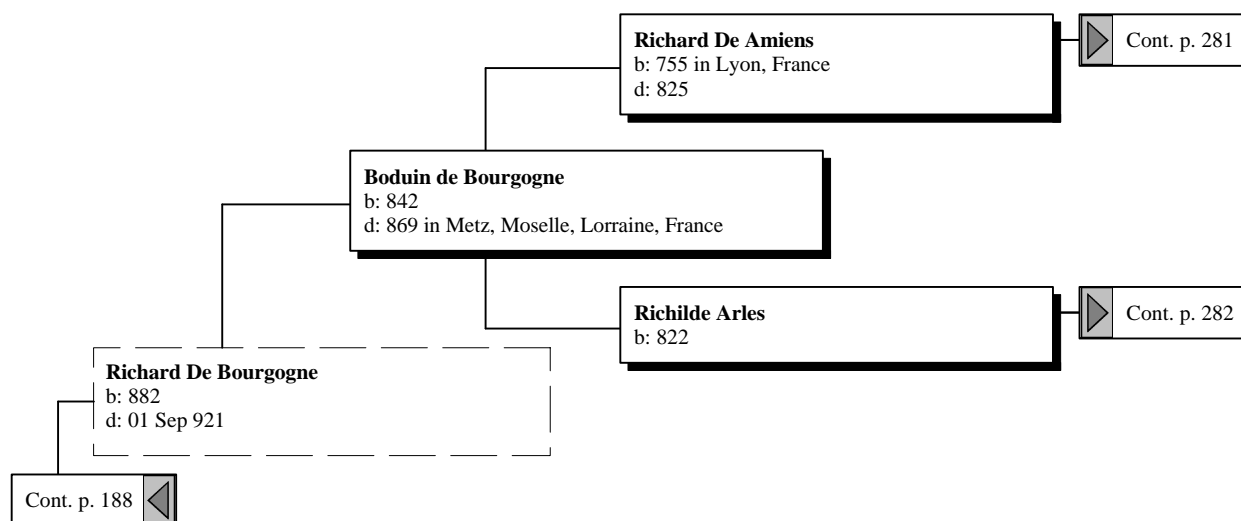 Richard De Amiens
b: 755 in Lyon, France
d: 825
Cont. p. 281
Boduin de Bourgogne
b: 842
d: 869 in Metz, Moselle, Lorraine, France
Richilde Arles
b: 822
Cont. p. 282
Richard De Bourgogne
b: 882
d: 01 Sep 921
Cont. p. 188